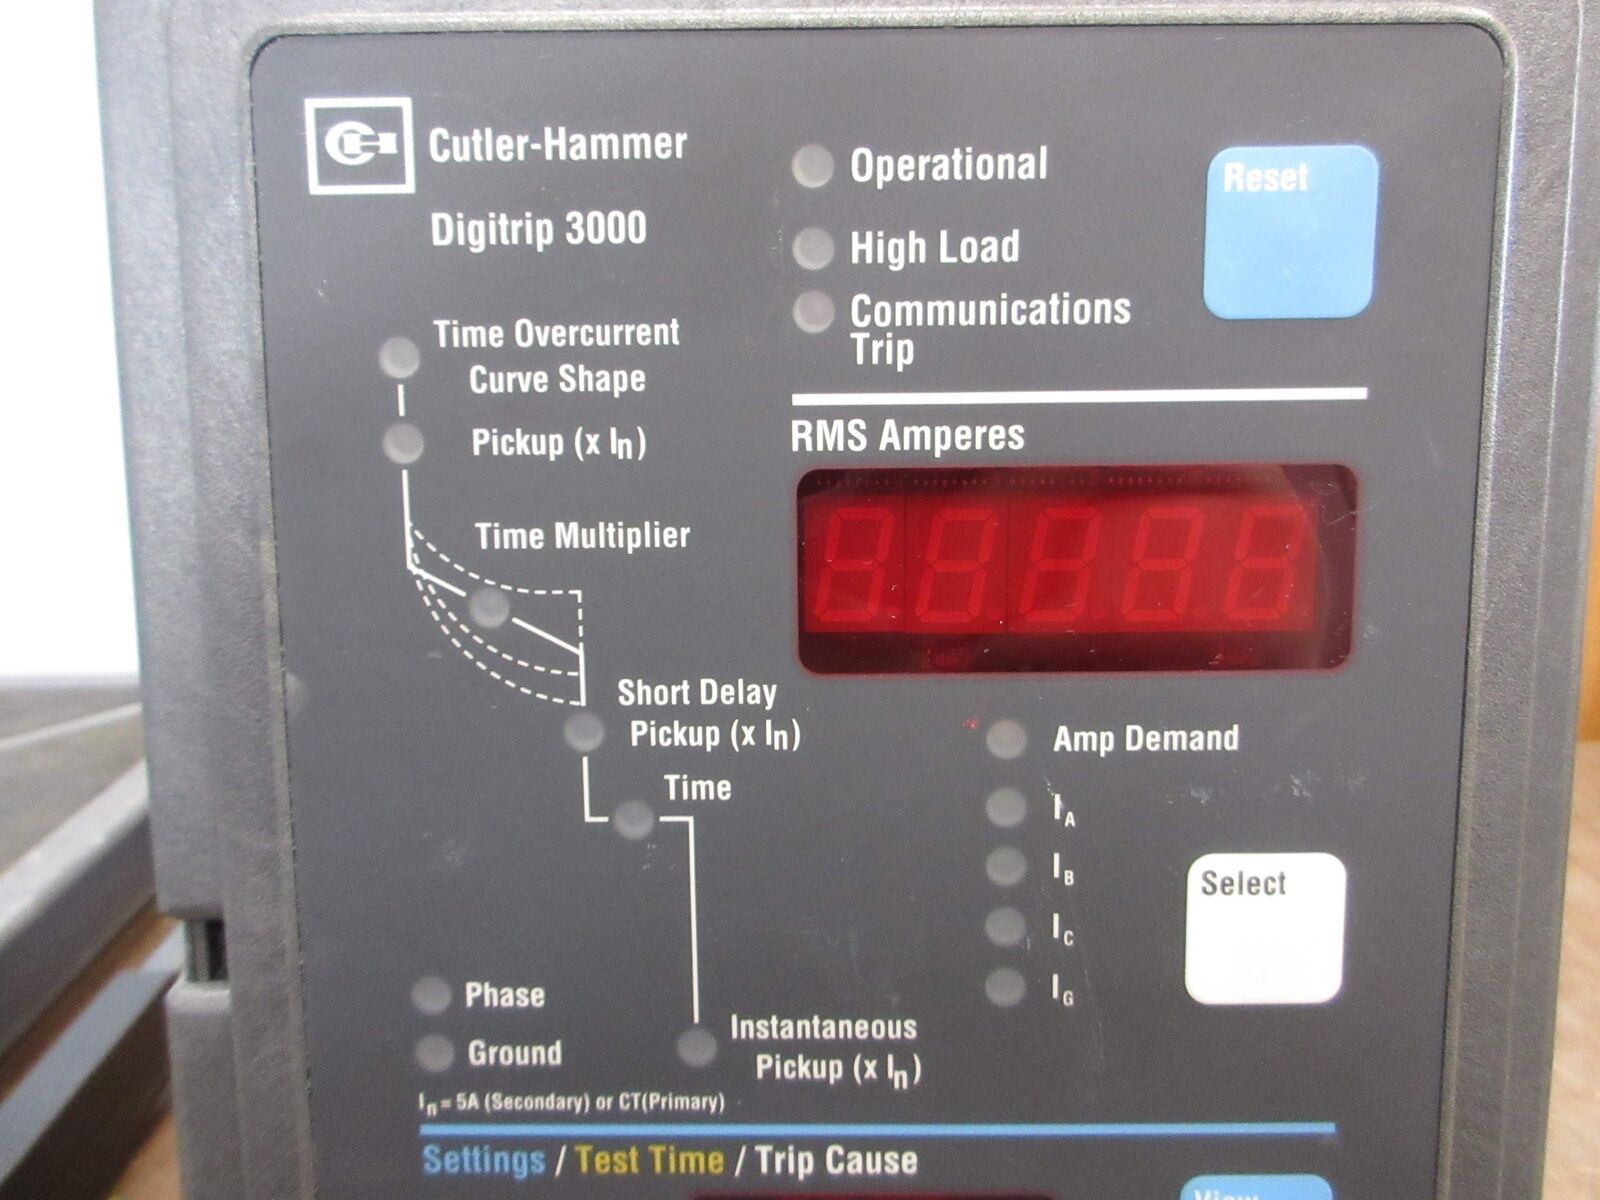 CH Cutler-Hammer
Digitrip 3000
Time Overcurrent
Curve Shape
Pickup (x In)
Time Multiplier
Short Delay
Pickup (x In)
Time
Phase
Ground
Instantaneous
Pickup (x In)
In = 5A (Secondary) or CT(Primary)
Operational
High Load
Communications
Trip
Reset
RMS Amperes
Amp Demand
IA
IB
IC
IG
Select
Settings / Test Time / Trip Cause
View